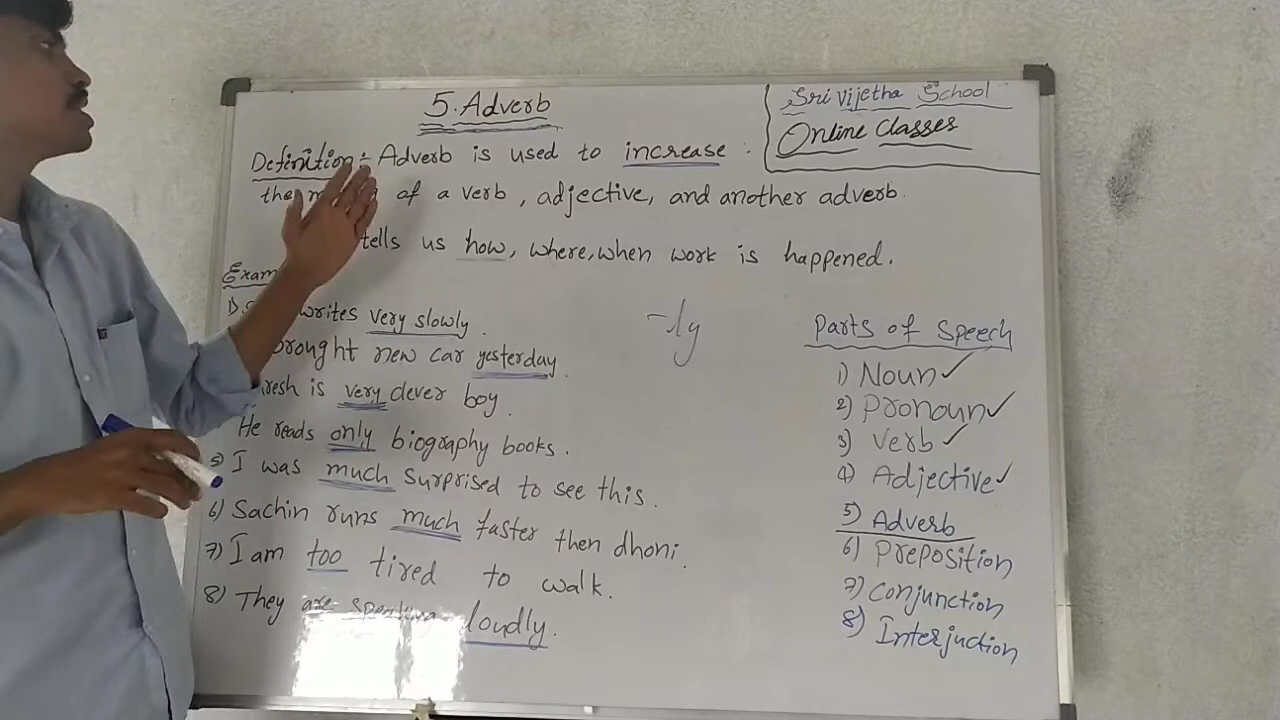 5. Adverb
Sri Vijetha School
Online Classes
Definition:- Adverb is used to increase
the of a verb, adjective, and another adverb.
tells us how, where, when work is happened.
writes very slowly.
new car yesterday.
is very clever boy.
He reads only biography books.
5) I was much surprised to see this.
6) Sachin runs much faster then dhoni.
7) I am too tired to walk.
8) They are speaking loudly.
-ly
Parts of Speech
1) Noun ✓
2) Pronoun ✓
3) Verb ✓
4) Adjective ✓
5) Adverb
6) Preposition
7) Conjunction
8) Interjuction